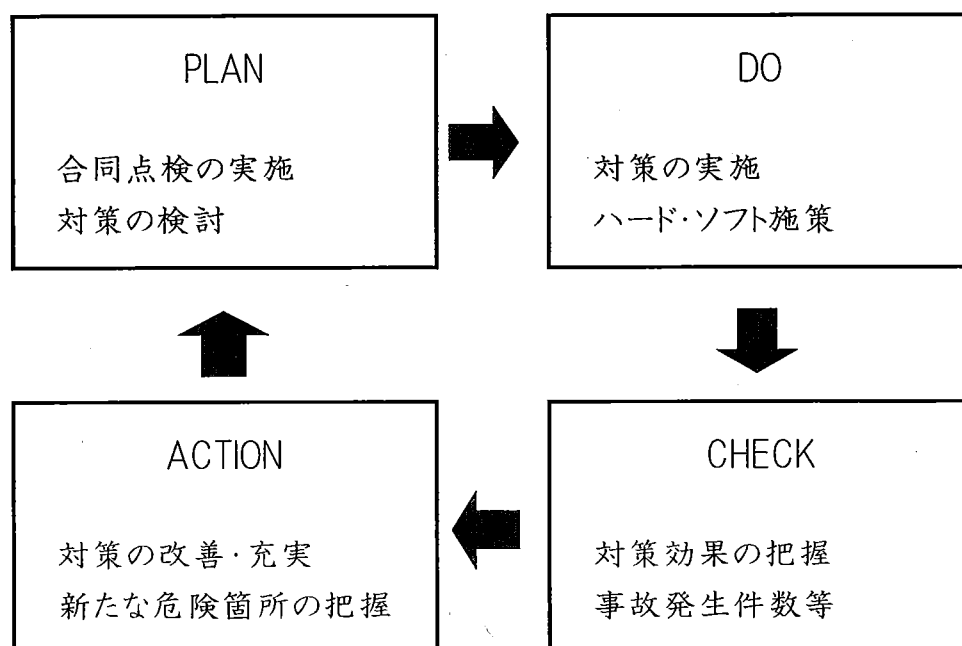 PLAN
合同点検の実施
対策の検討
DO
対策の実施
ハード・ソフト施策
ACTION
対策の改善・充実
新たな危険箇所の把握
CHECK
対策効果の把握
事故発生件数等